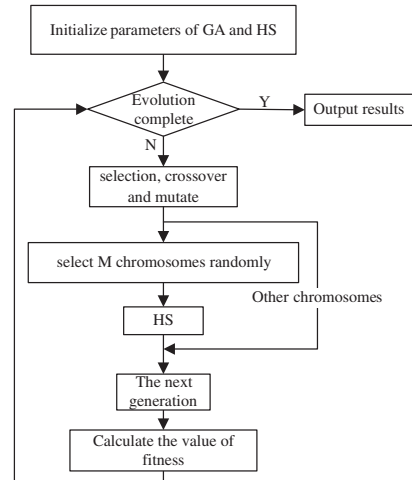 Initialize parameters of GA and HS
Evolution
complete
Y
Output results
N
selection, crossover
and mutate
select M chromosomes randomly
Other chromosomes
HS
The next
generation
Calculate the value of
fitness